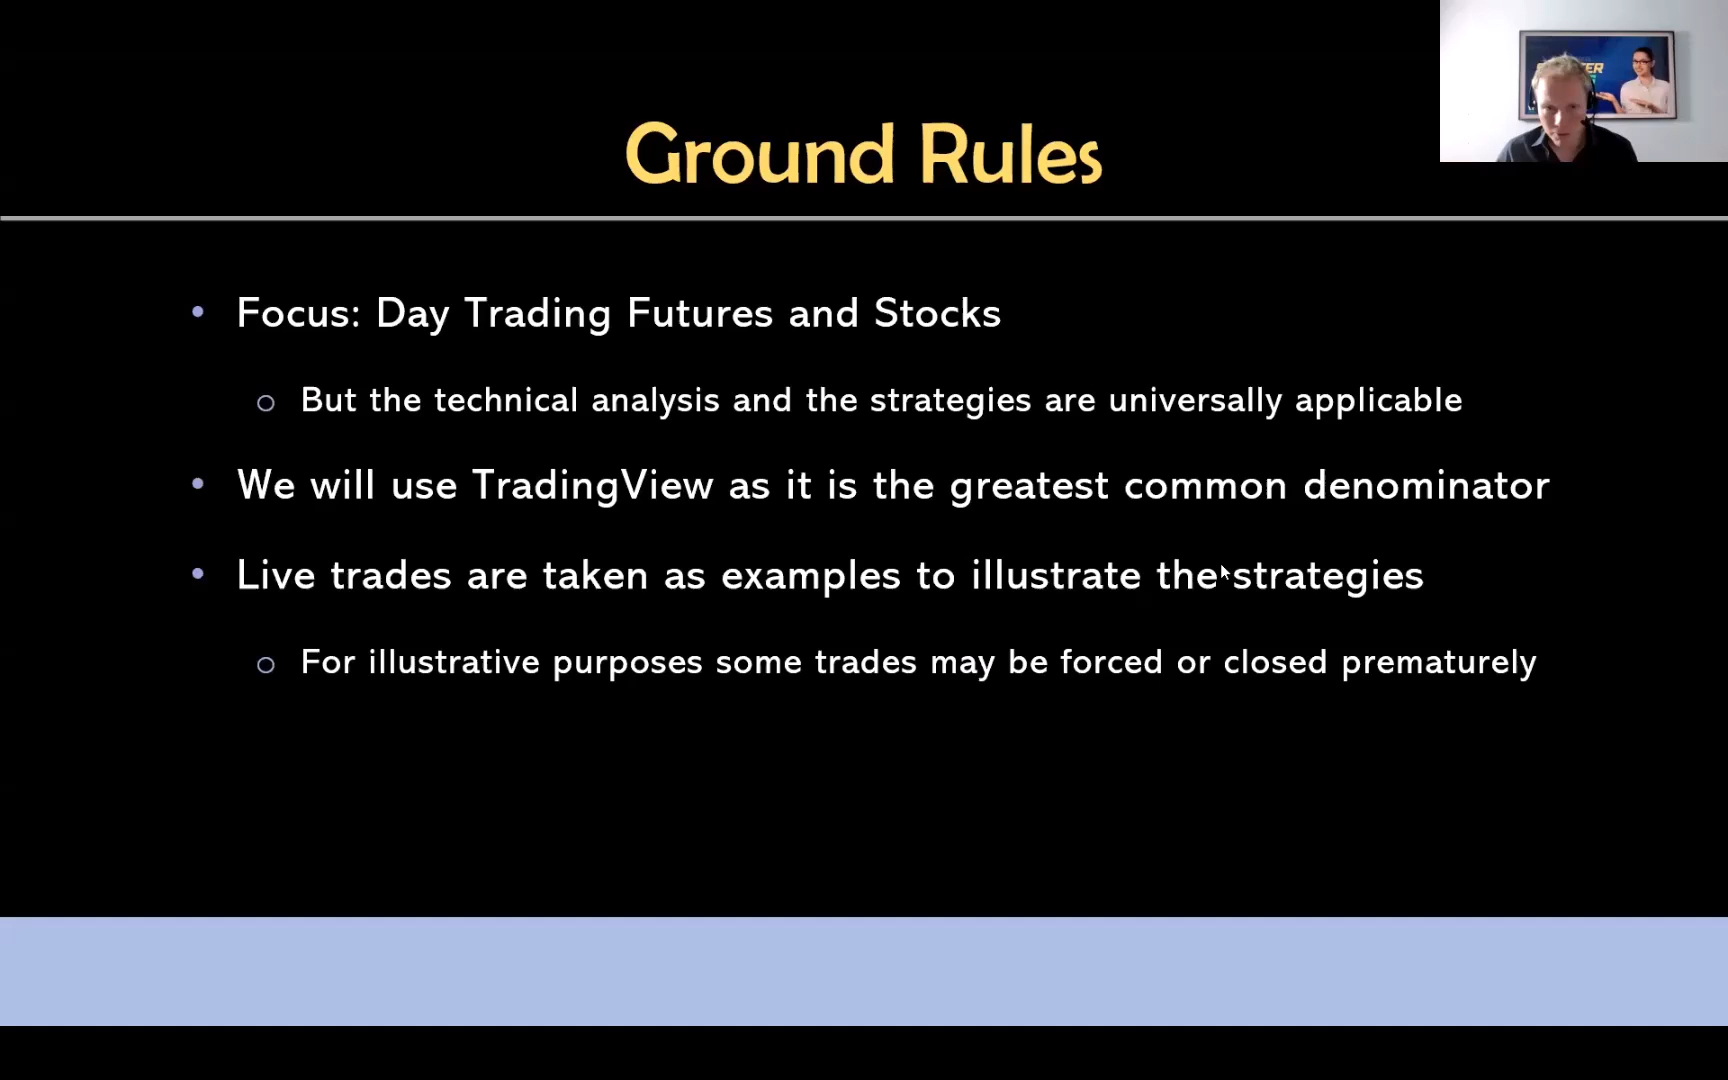 Ground Rules
• Focus: Day Trading Futures and Stocks
o But the technical analysis and the strategies are universally applicable
• We will use TradingView as it is the greatest common denominator
• Live trades are taken as examples to illustrate the strategies
o For illustrative purposes some trades may be forced or closed prematurely